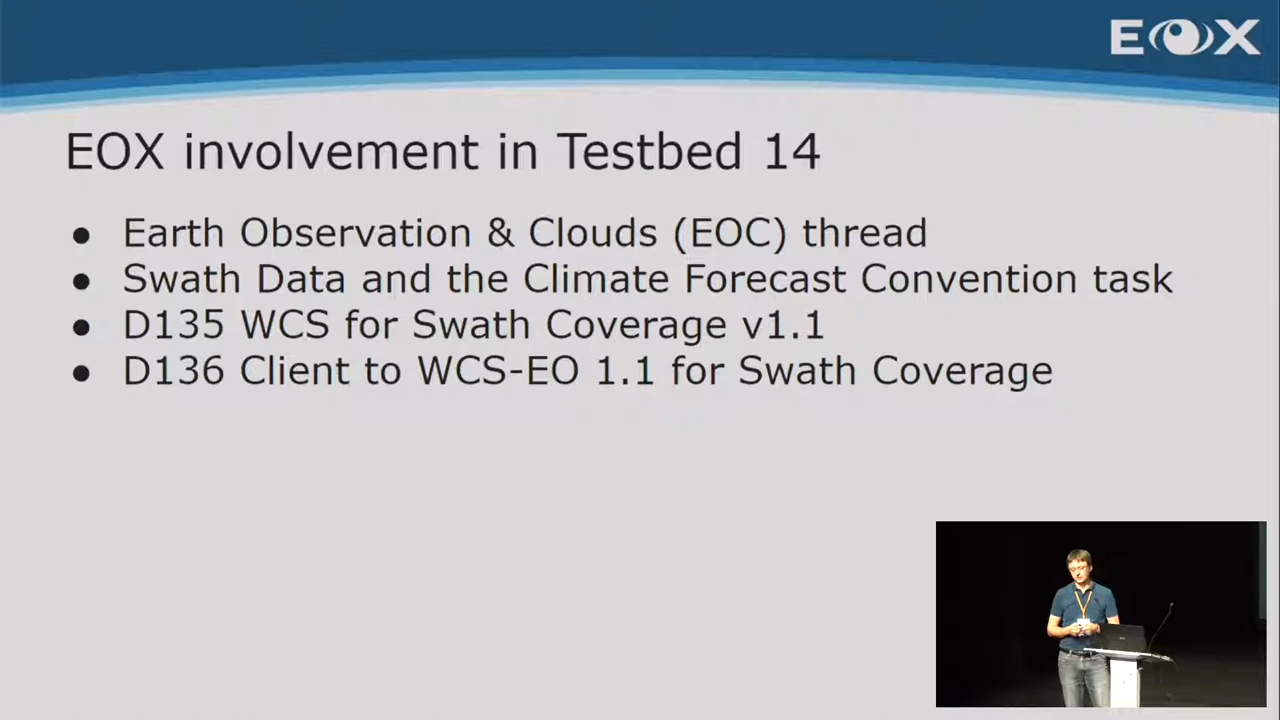 EOX
EOX involvement in Testbed 14
● Earth Observation & Clouds (EOC) thread
● Swath Data and the Climate Forecast Convention task
● D135 WCS for Swath Coverage v1.1
● D136 Client to WCS-EO 1.1 for Swath Coverage